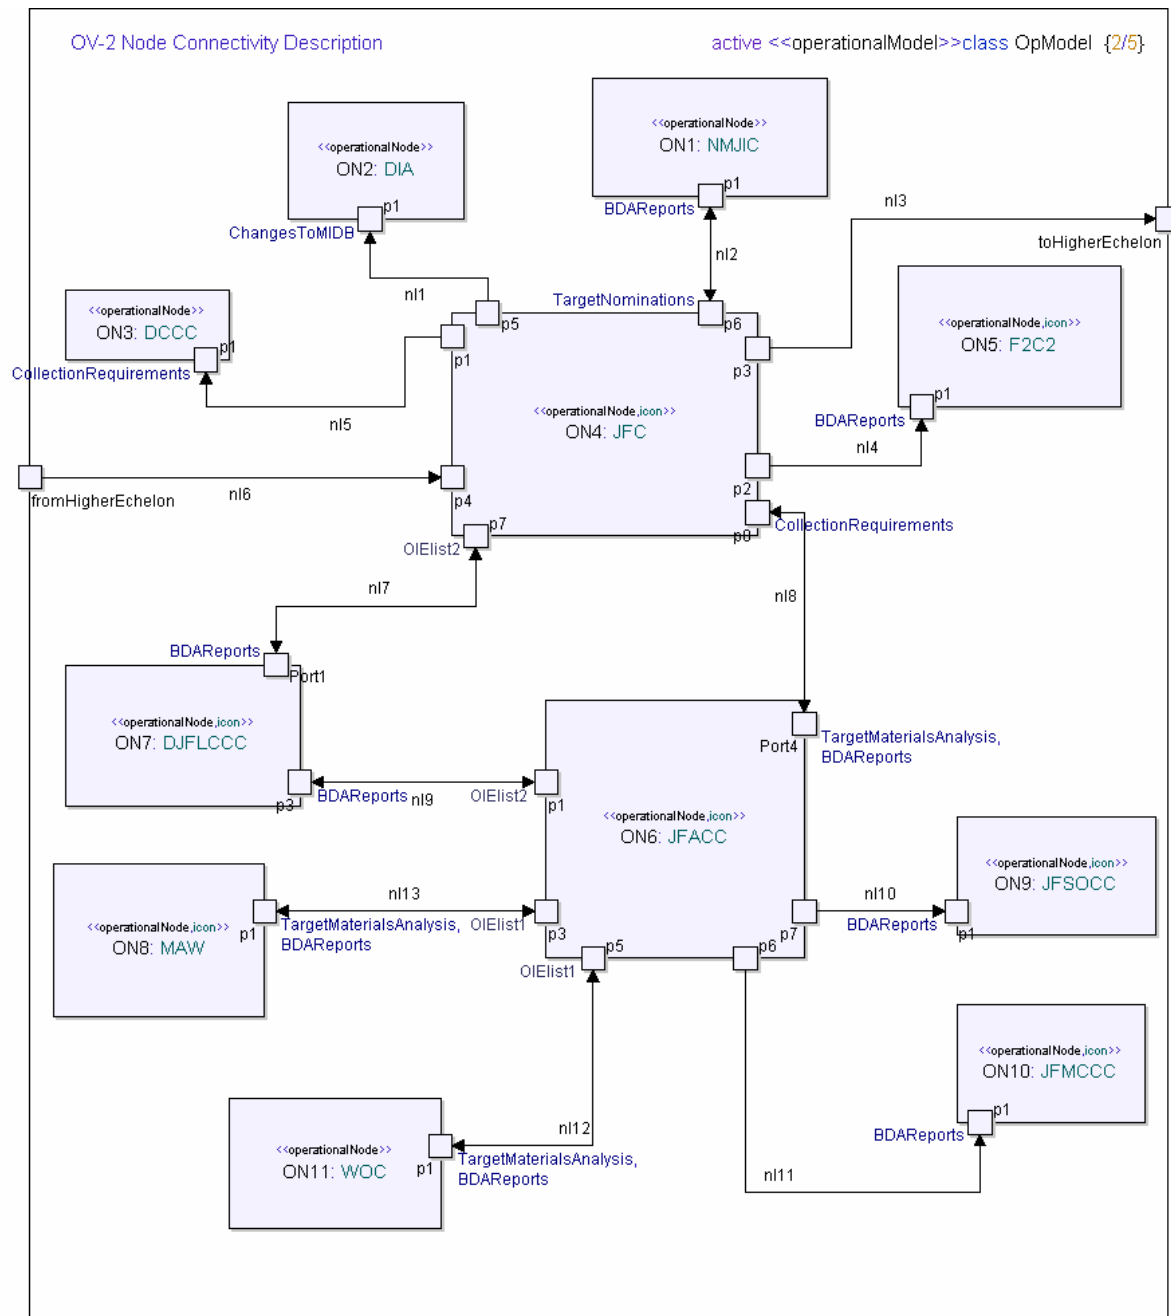 OV-2 Node Connectivity Description
active <<operationalModel>>class OpModel {2/5}
<<operationalNode>>
ON1: NMJIC
p1
BDAReports
<<operationalNode>>
ON2: DIA
p1
ChangesToMIDB
nl3
toHigherEchelon
nl2
nl1
<<operationalNode>>
ON3: DCCC
p1
CollectionRequirements
nl5
TargetNominations
p5
p6
p1
p3
<<operationalNode,icon>>
ON4: JFC
<<operationalNode,icon>>
ON5: F2C2
p1
BDAReports
nl4
p2
nl6
fromHigherEchelon
p4
p7
OIElist2
p8
CollectionRequirements
nl7
nl8
BDAReports
Port1
<<operationalNode,icon>>
ON7: DJFLCCC
p3
BDAReports
nl9
OIElist2
p1
Port4
TargetMaterialsAnalysis,
BDAReports
<<operationalNode,icon>>
ON6: JFACC
<<operationalNode,icon>>
ON9: JFSOCC
nl10
BDAReports
p1
p7
<<operationalNode,icon>>
ON8: MAW
p1
nl13
TargetMaterialsAnalysis,
BDAReports
OIElist1
p3
p5
OIElist1
p6
<<operationalNode,icon>>
ON10: JFMCCC
p1
BDAReports
nl11
<<operationalNode>>
ON11: WOC
p1
nl12
TargetMaterialsAnalysis,
BDAReports